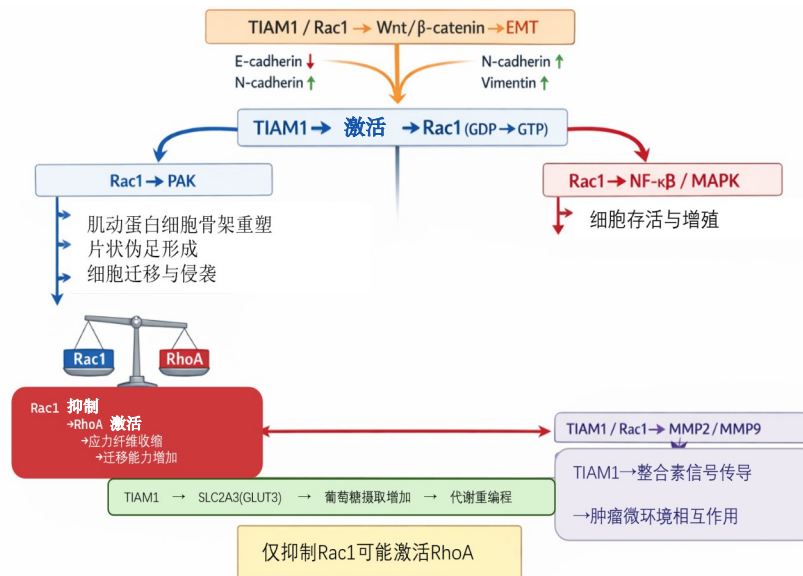 TIAM1 / Rac1 → Wnt/β-catenin → EMT
E-cadherin ↓
N-cadherin ↑
N-cadherin ↑
Vimentin ↑
TIAM1 → 激活 → Rac1 (GDP → GTP)
Rac1 → PAK
肌动蛋白细胞骨架重塑
片状伪足形成
细胞迁移与侵袭
Rac1 → NF-κβ / MAPK
细胞存活与增殖
Rac1
RhoA
Rac1 抑制
→RhoA 激活
→应力纤维收缩
→迁移能力增加
TIAM1 / Rac1 → MMP2 / MMP9
TIAM1→整合素信号传导
→肿瘤微环境相互作用
TIAM1 → SLC2A3(GLUT3) → 葡萄糖摄取增加 → 代谢重编程
仅抑制Rac1可能激活RhoA